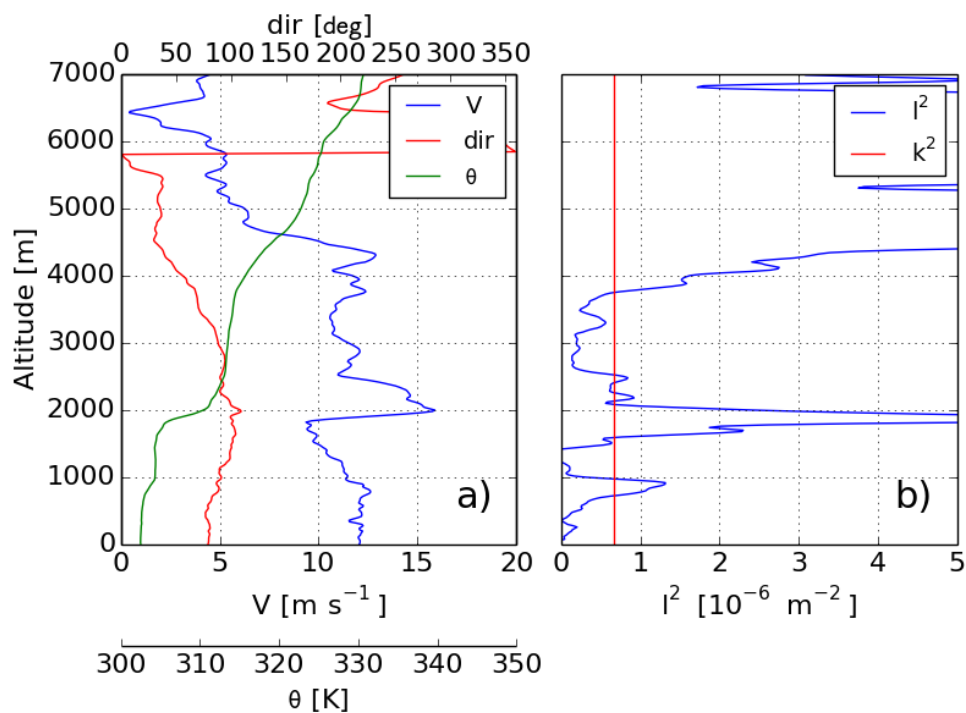 dir [deg]
0 50 100 150 200 250 300 350
7000
6000
5000
4000
3000
2000
1000
0
Altitude [m]
V
dir
θ
a)
0 5 10 15 20
V [m s⁻¹]
300 310 320 330 340 350
θ [K]
l²
k²
b)
0 1 2 3 4 5
l² [10⁻⁶ m⁻²]